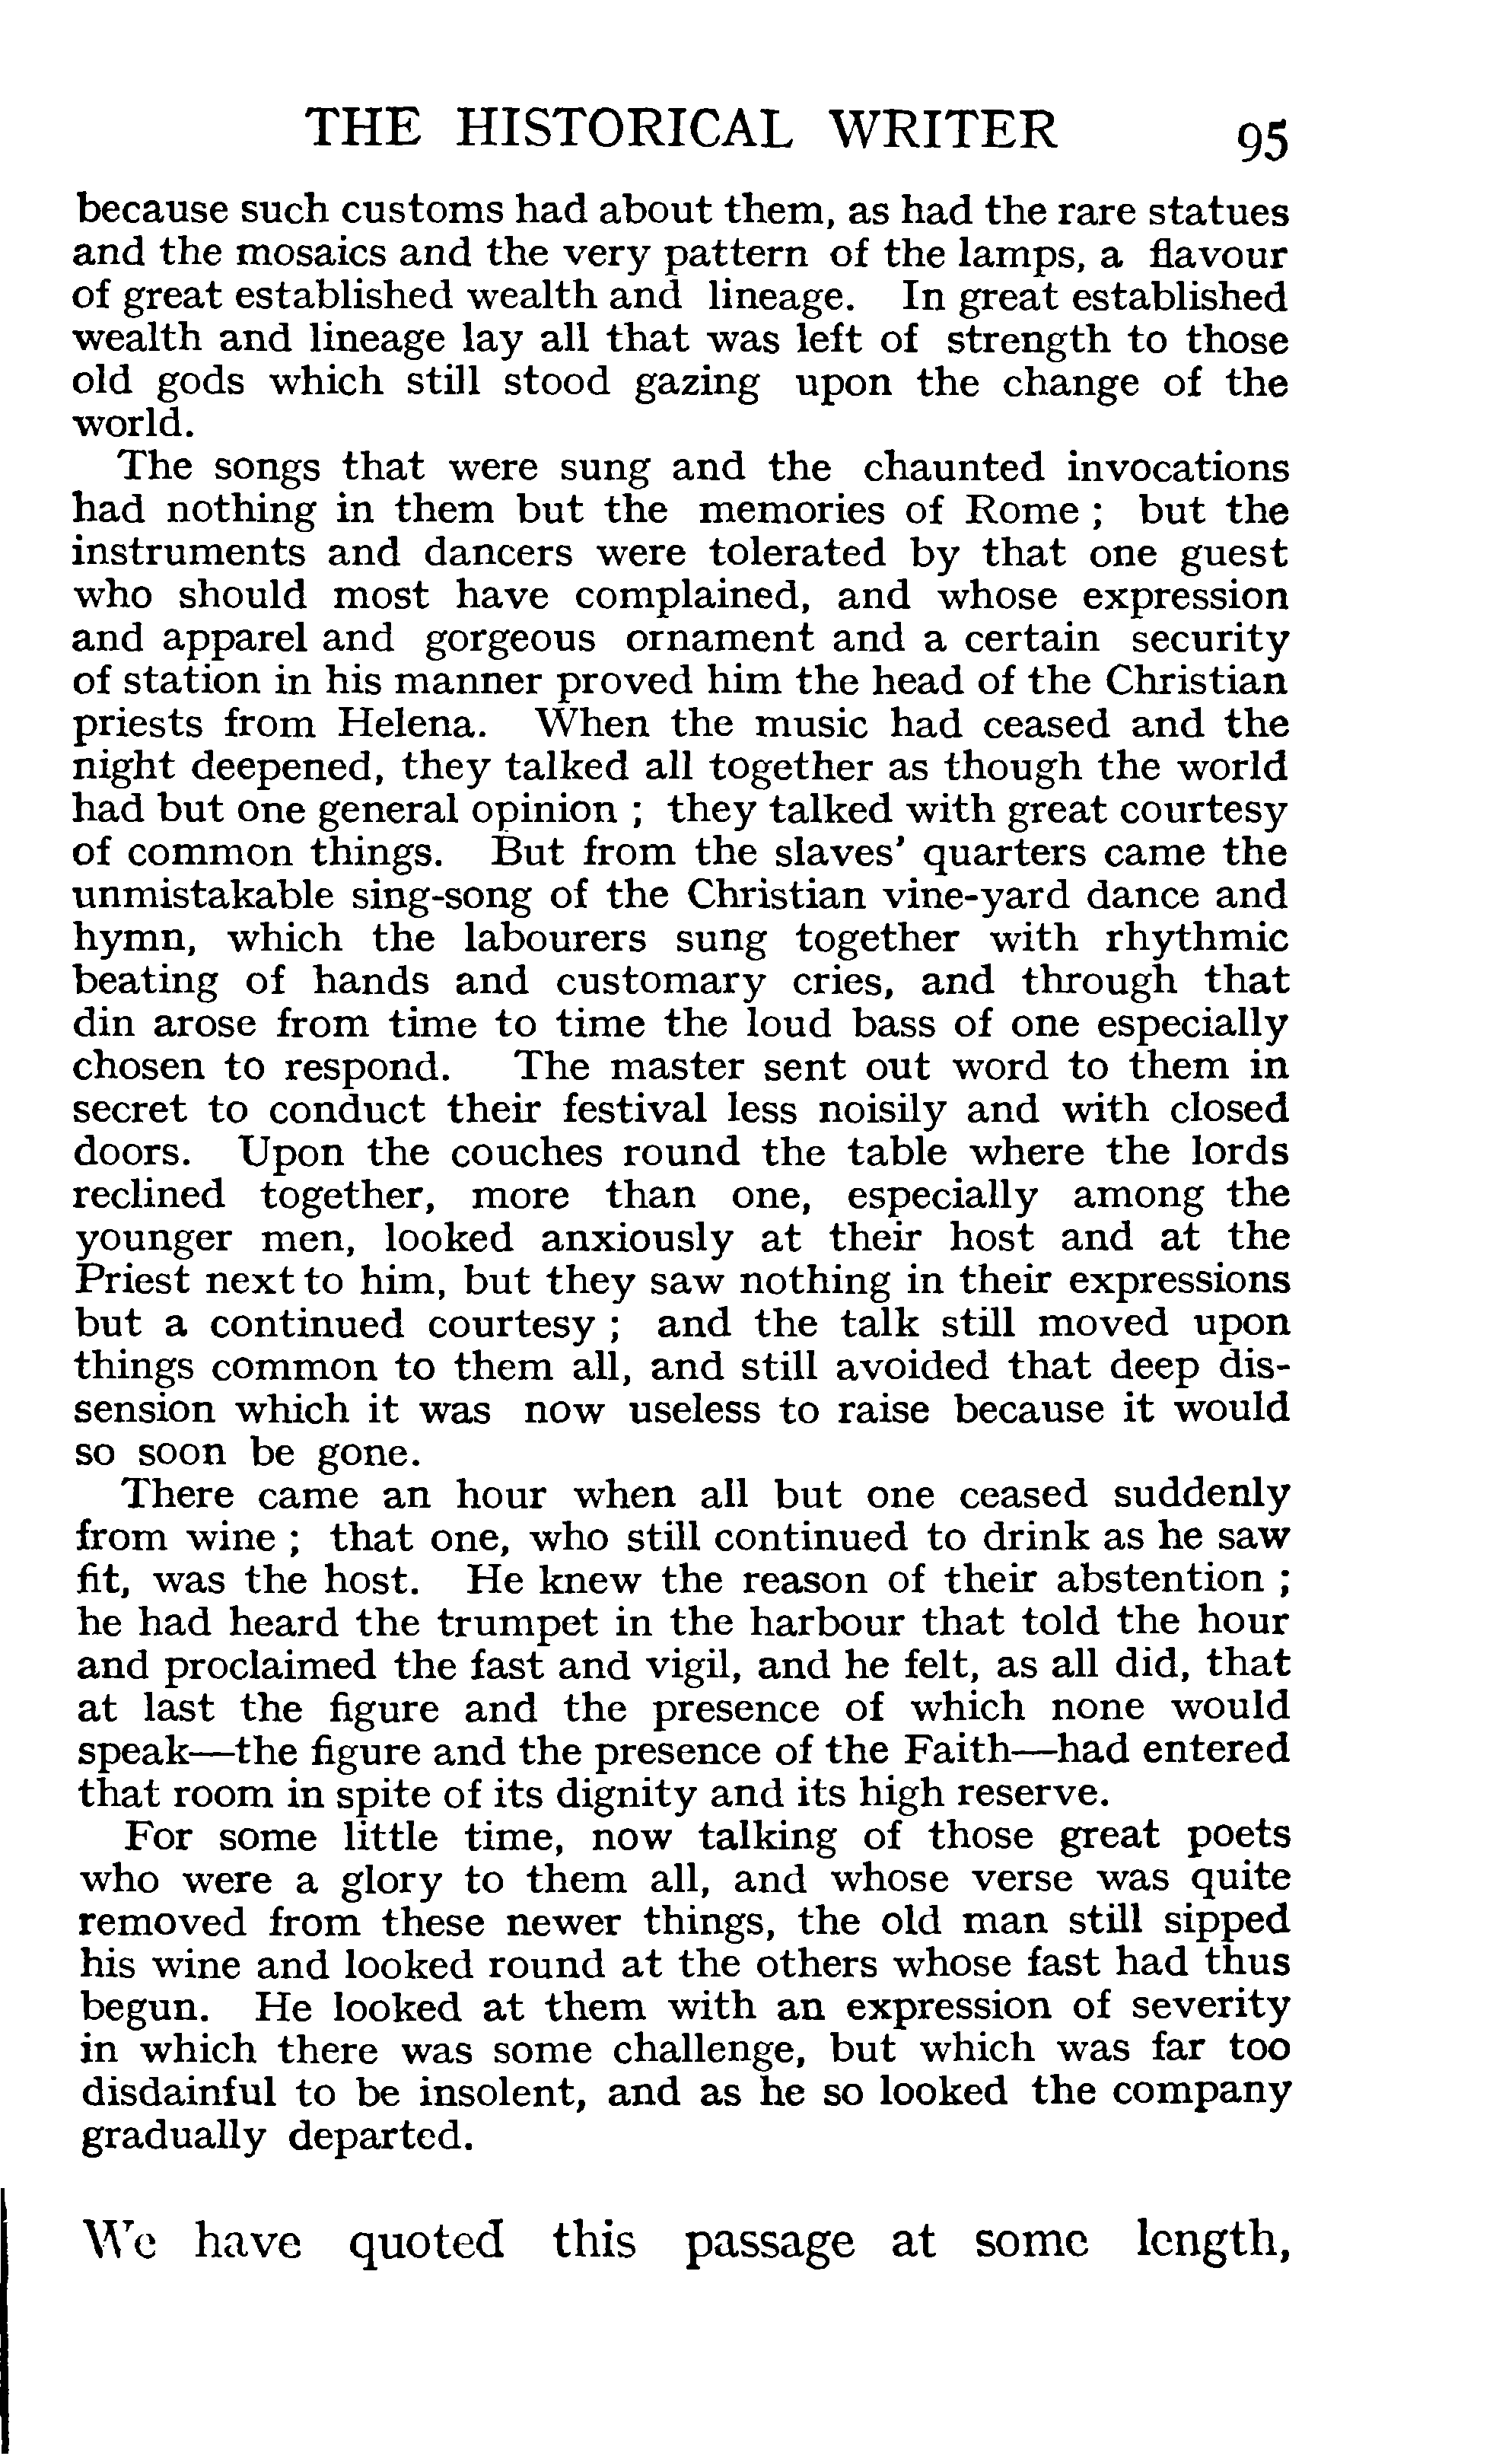 THE HISTORICAL WRITER 95
because such customs had about them, as had the rare statues
and the mosaics and the very pattern of the lamps, a flavour
of great established wealth and lineage. In great established
wealth and lineage lay all that was left of strength to those
old gods which still stood gazing upon the change of the
world.
The songs that were sung and the chaunted invocations
had nothing in them but the memories of Rome ; but the
instruments and dancers were tolerated by that one guest
who should most have complained, and whose expression
and apparel and gorgeous ornament and a certain security
of station in his manner proved him the head of the Christian
priests from Helena. When the music had ceased and the
night deepened, they talked all together as though the world
had but one general opinion ; they talked with great courtesy
of common things. But from the slaves' quarters came the
unmistakable sing-song of the Christian vine-yard dance and
hymn, which the labourers sung together with rhythmic
beating of hands and customary cries, and through that
din arose from time to time the loud bass of one especially
chosen to respond. The master sent out word to them in
secret to conduct their festival less noisily and with closed
doors. Upon the couches round the table where the lords
reclined together, more than one, especially among the
younger men, looked anxiously at their host and at the
Priest next to him, but they saw nothing in their expressions
but a continued courtesy ; and the talk still moved upon
things common to them all, and still avoided that deep dis-
sension which it was now useless to raise because it would
so soon be gone.
There came an hour when all but one ceased suddenly
from wine ; that one, who still continued to drink as he saw
fit, was the host. He knew the reason of their abstention ;
he had heard the trumpet in the harbour that told the hour
and proclaimed the fast and vigil, and he felt, as all did, that
at last the figure and the presence of which none would
speak—the figure and the presence of the Faith—had entered
that room in spite of its dignity and its high reserve.
For some little time, now talking of those great poets
who were a glory to them all, and whose verse was quite
removed from these newer things, the old man still sipped
his wine and looked round at the others whose fast had thus
begun. He looked at them with an expression of severity
in which there was some challenge, but which was far too
disdainful to be insolent, and as he so looked the company
gradually departed.
We have quoted this passage at some length,